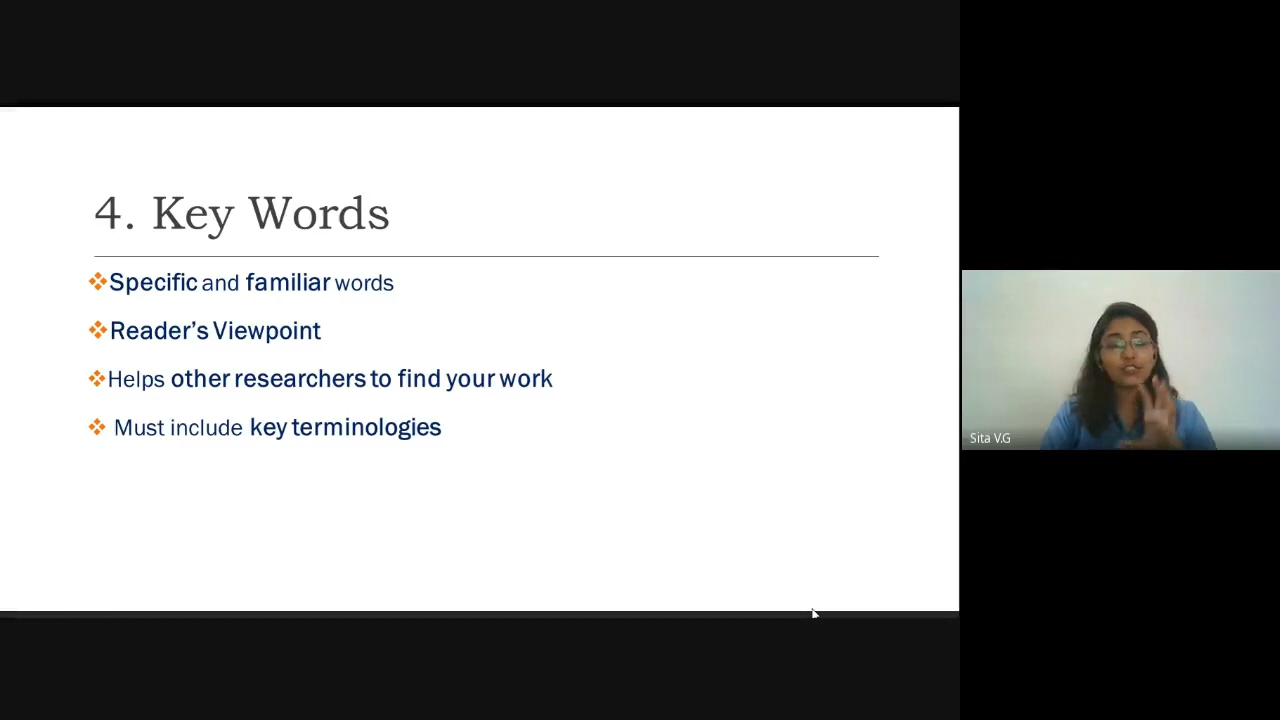 4. Key Words
Specific and familiar words
Reader's Viewpoint
Helps other researchers to find your work
Must include key terminologies
Sita V.G